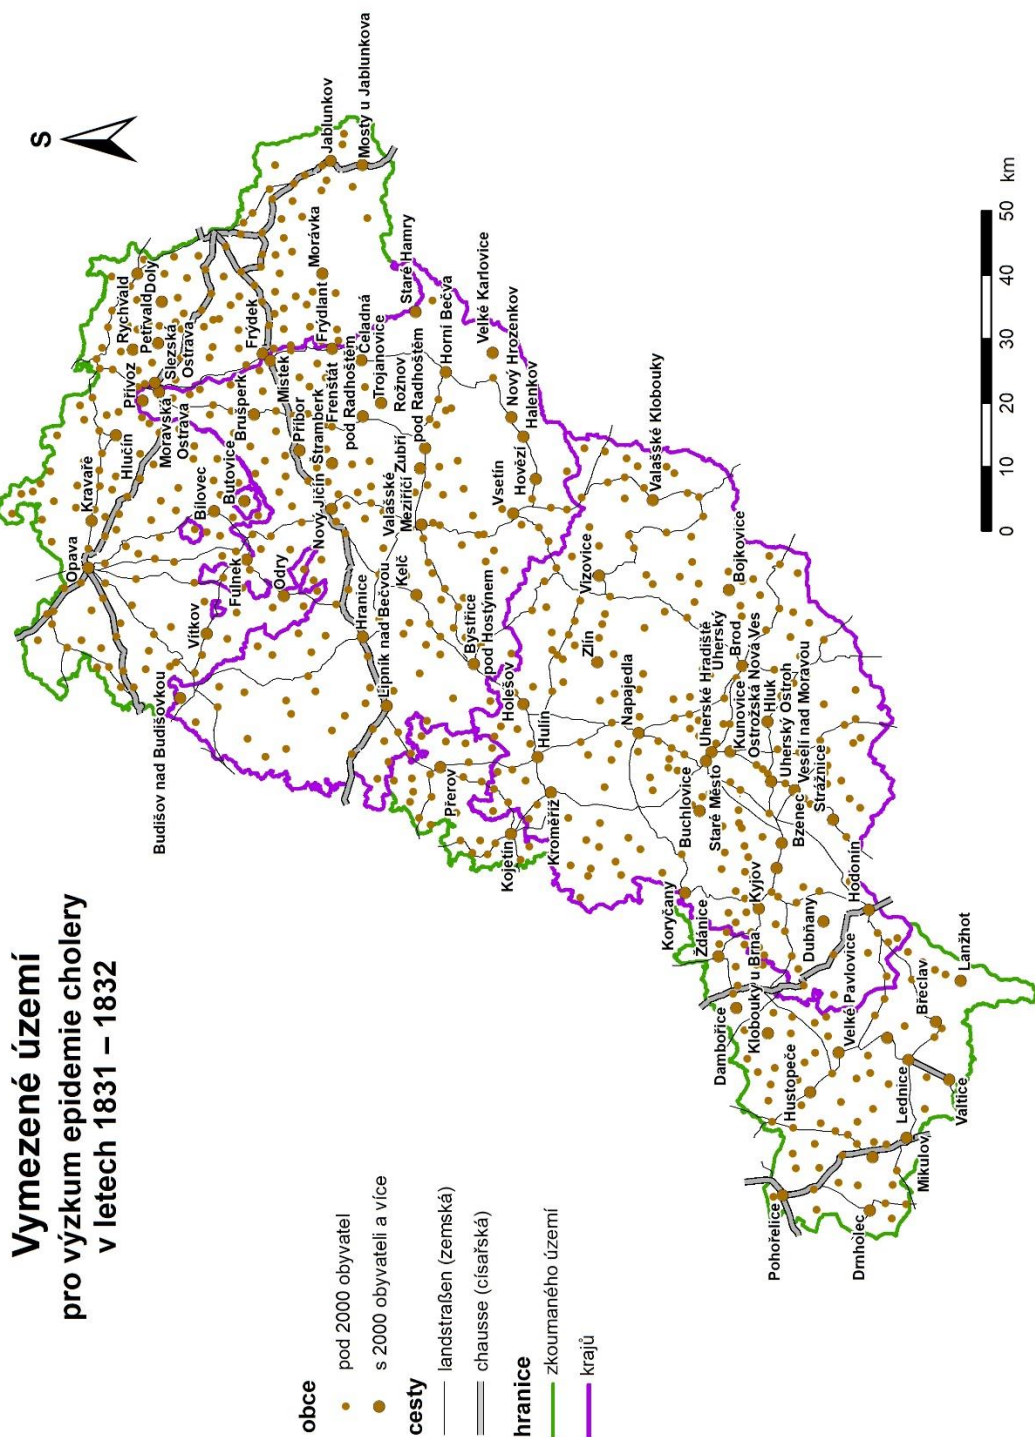 Vymezené území
pro výzkum epidemie cholery
v letech 1831 – 1832
S
Opava
Kravaře
Hlučín
Přívoz
Rychvald
Petřvald
Doly
Slezská
Ostrava
Moravská
Ostrava
Budišov nad Budišovkou
Vítkov
Bílovec
Butovice
Brušperk
Frýdek
Místek
Fulnek
Odry
Nový Jičín
Příbor
Štramberk
Frenštát
pod Radhoštěm
Frýdlant
Čeladná
Trojanovice
Morávka
Jablunkov
Mosty u Jablunkova
Staré Hamry
Hranice
Lipník nad Bečvou
Kelč
Valašské
Meziříčí
Zubří
Rožnov
pod Radhoštěm
Horní Bečva
Velké Karlovice
Nový Hrozenkov
Halenkov
Hovězí
Vsetín
Bystřice
pod Hostýnem
Přerov
Kojetín
Kroměříž
Holešov
Hulín
Vizovice
Zlín
Valašské Klobouky
Napajedla
Bojkovice
Uherské Hradiště
Uherský
Brod
Kunovice
Ostrožská Nová Ves
Hluk
Uherský Ostroh
Veselí nad Moravou
Strážnice
Buchlovice
Staré Město
Bzenec
Koryčany
Ždánice
Kyjov
Dubňany
Hodonín
Dambořice
Klobouky u Brna
Velké Pavlovice
Hustopeče
Břeclav
Lanžhot
Lednice
Valtice
Mikulov
Pohořelice
Drnholec
obce
pod 2000 obyvatel
s 2000 obyvateli a více
cesty
landstraßen (zemská)
chausse (císařská)
hranice
zkoumaného území
krajů
0 10 20 30 40 50
km